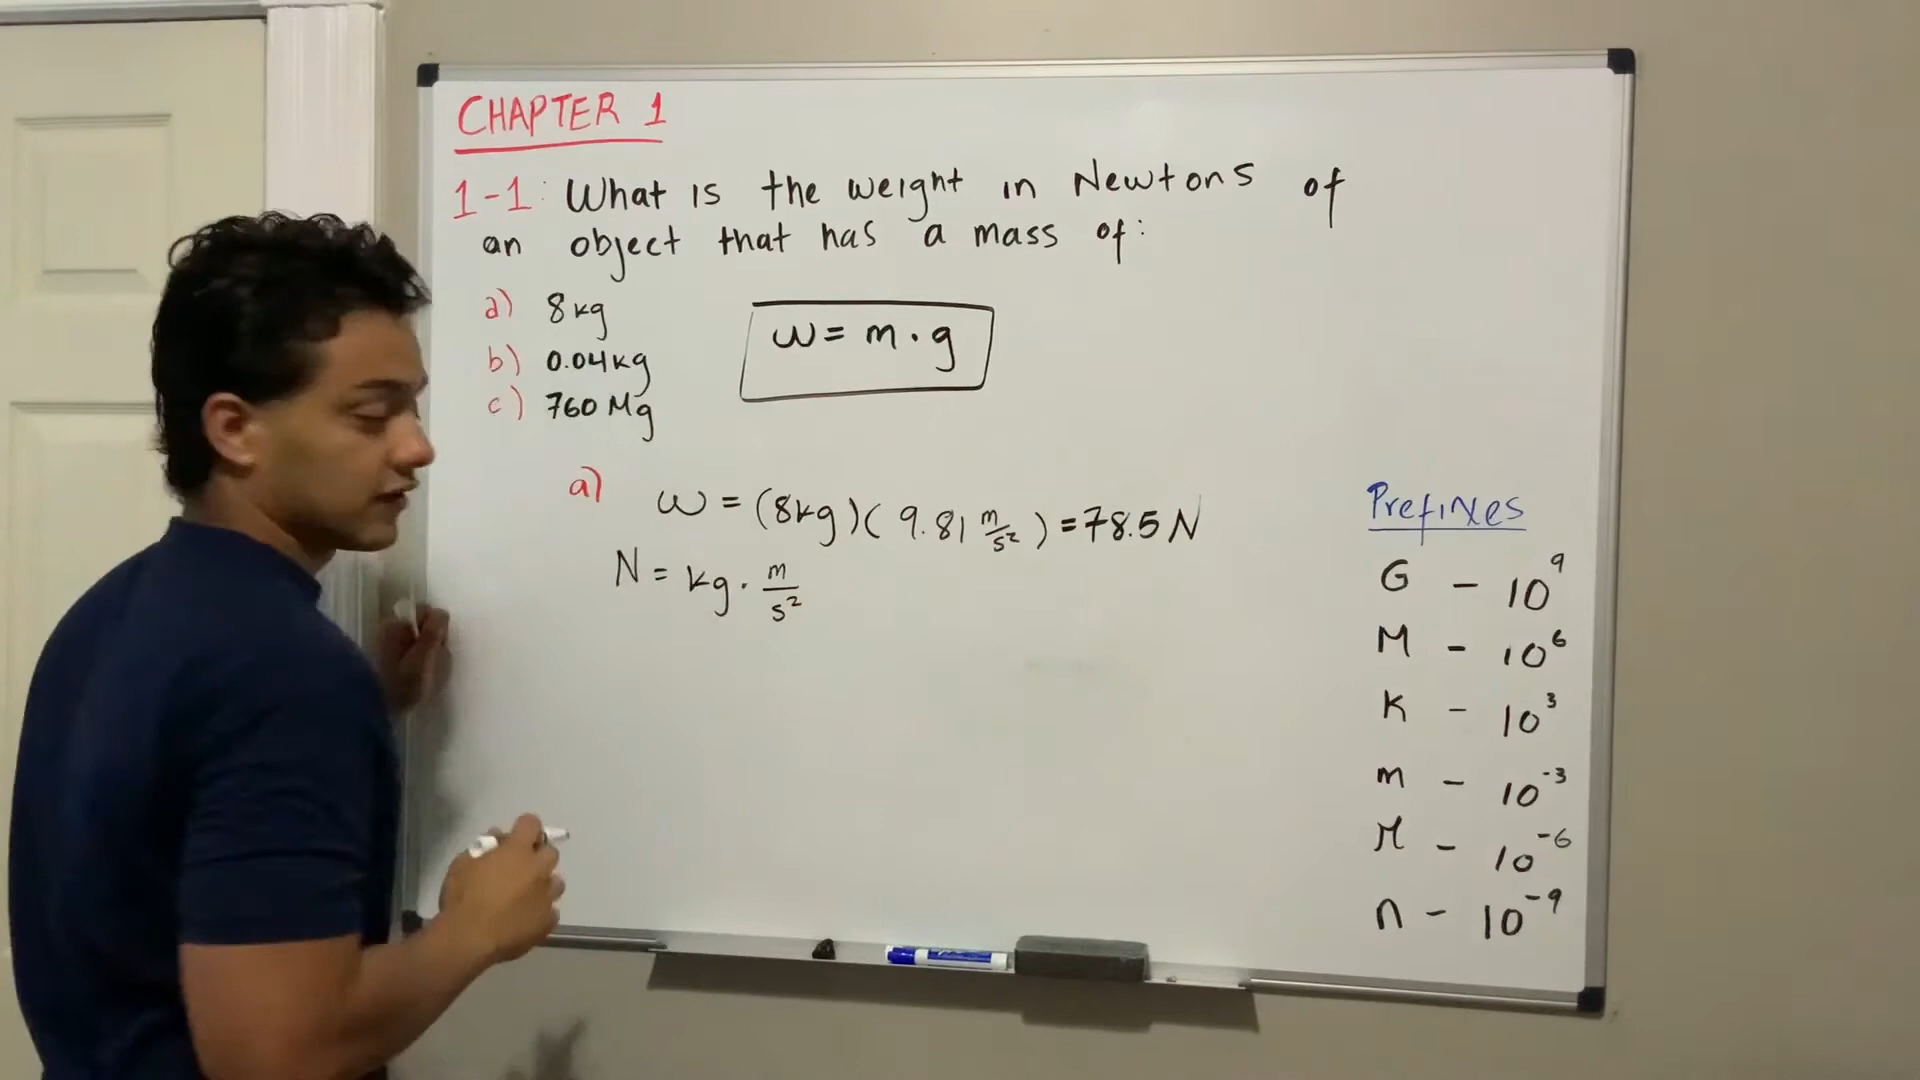 CHAPTER 1
1-1: What is the weight in Newtons of
an object that has a mass of:
a) 8kg
b) 0.04kg
c) 760 Mg
w = m · g
a) w = (8kg)(9.81 m/s²) = 78.5 N
N = kg · m/s²
Prefixes
G - 10⁹
M - 10⁶
K - 10³
m - 10⁻³
μ - 10⁻⁶
n - 10⁻⁹